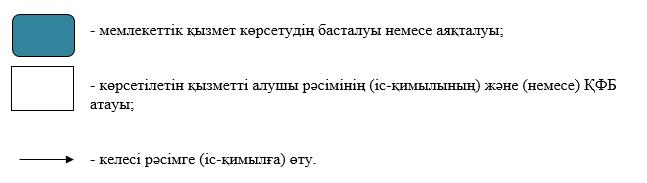 - мемлекеттік қызмет көрсетудің басталуы немесе аяқталуы;
- көрсетілетін қызметті алушы рәсімінің (іс-қимылының) және (немесе) ҚФБ
атауы;
- келесі рәсімге (іс-қимылға) өту.